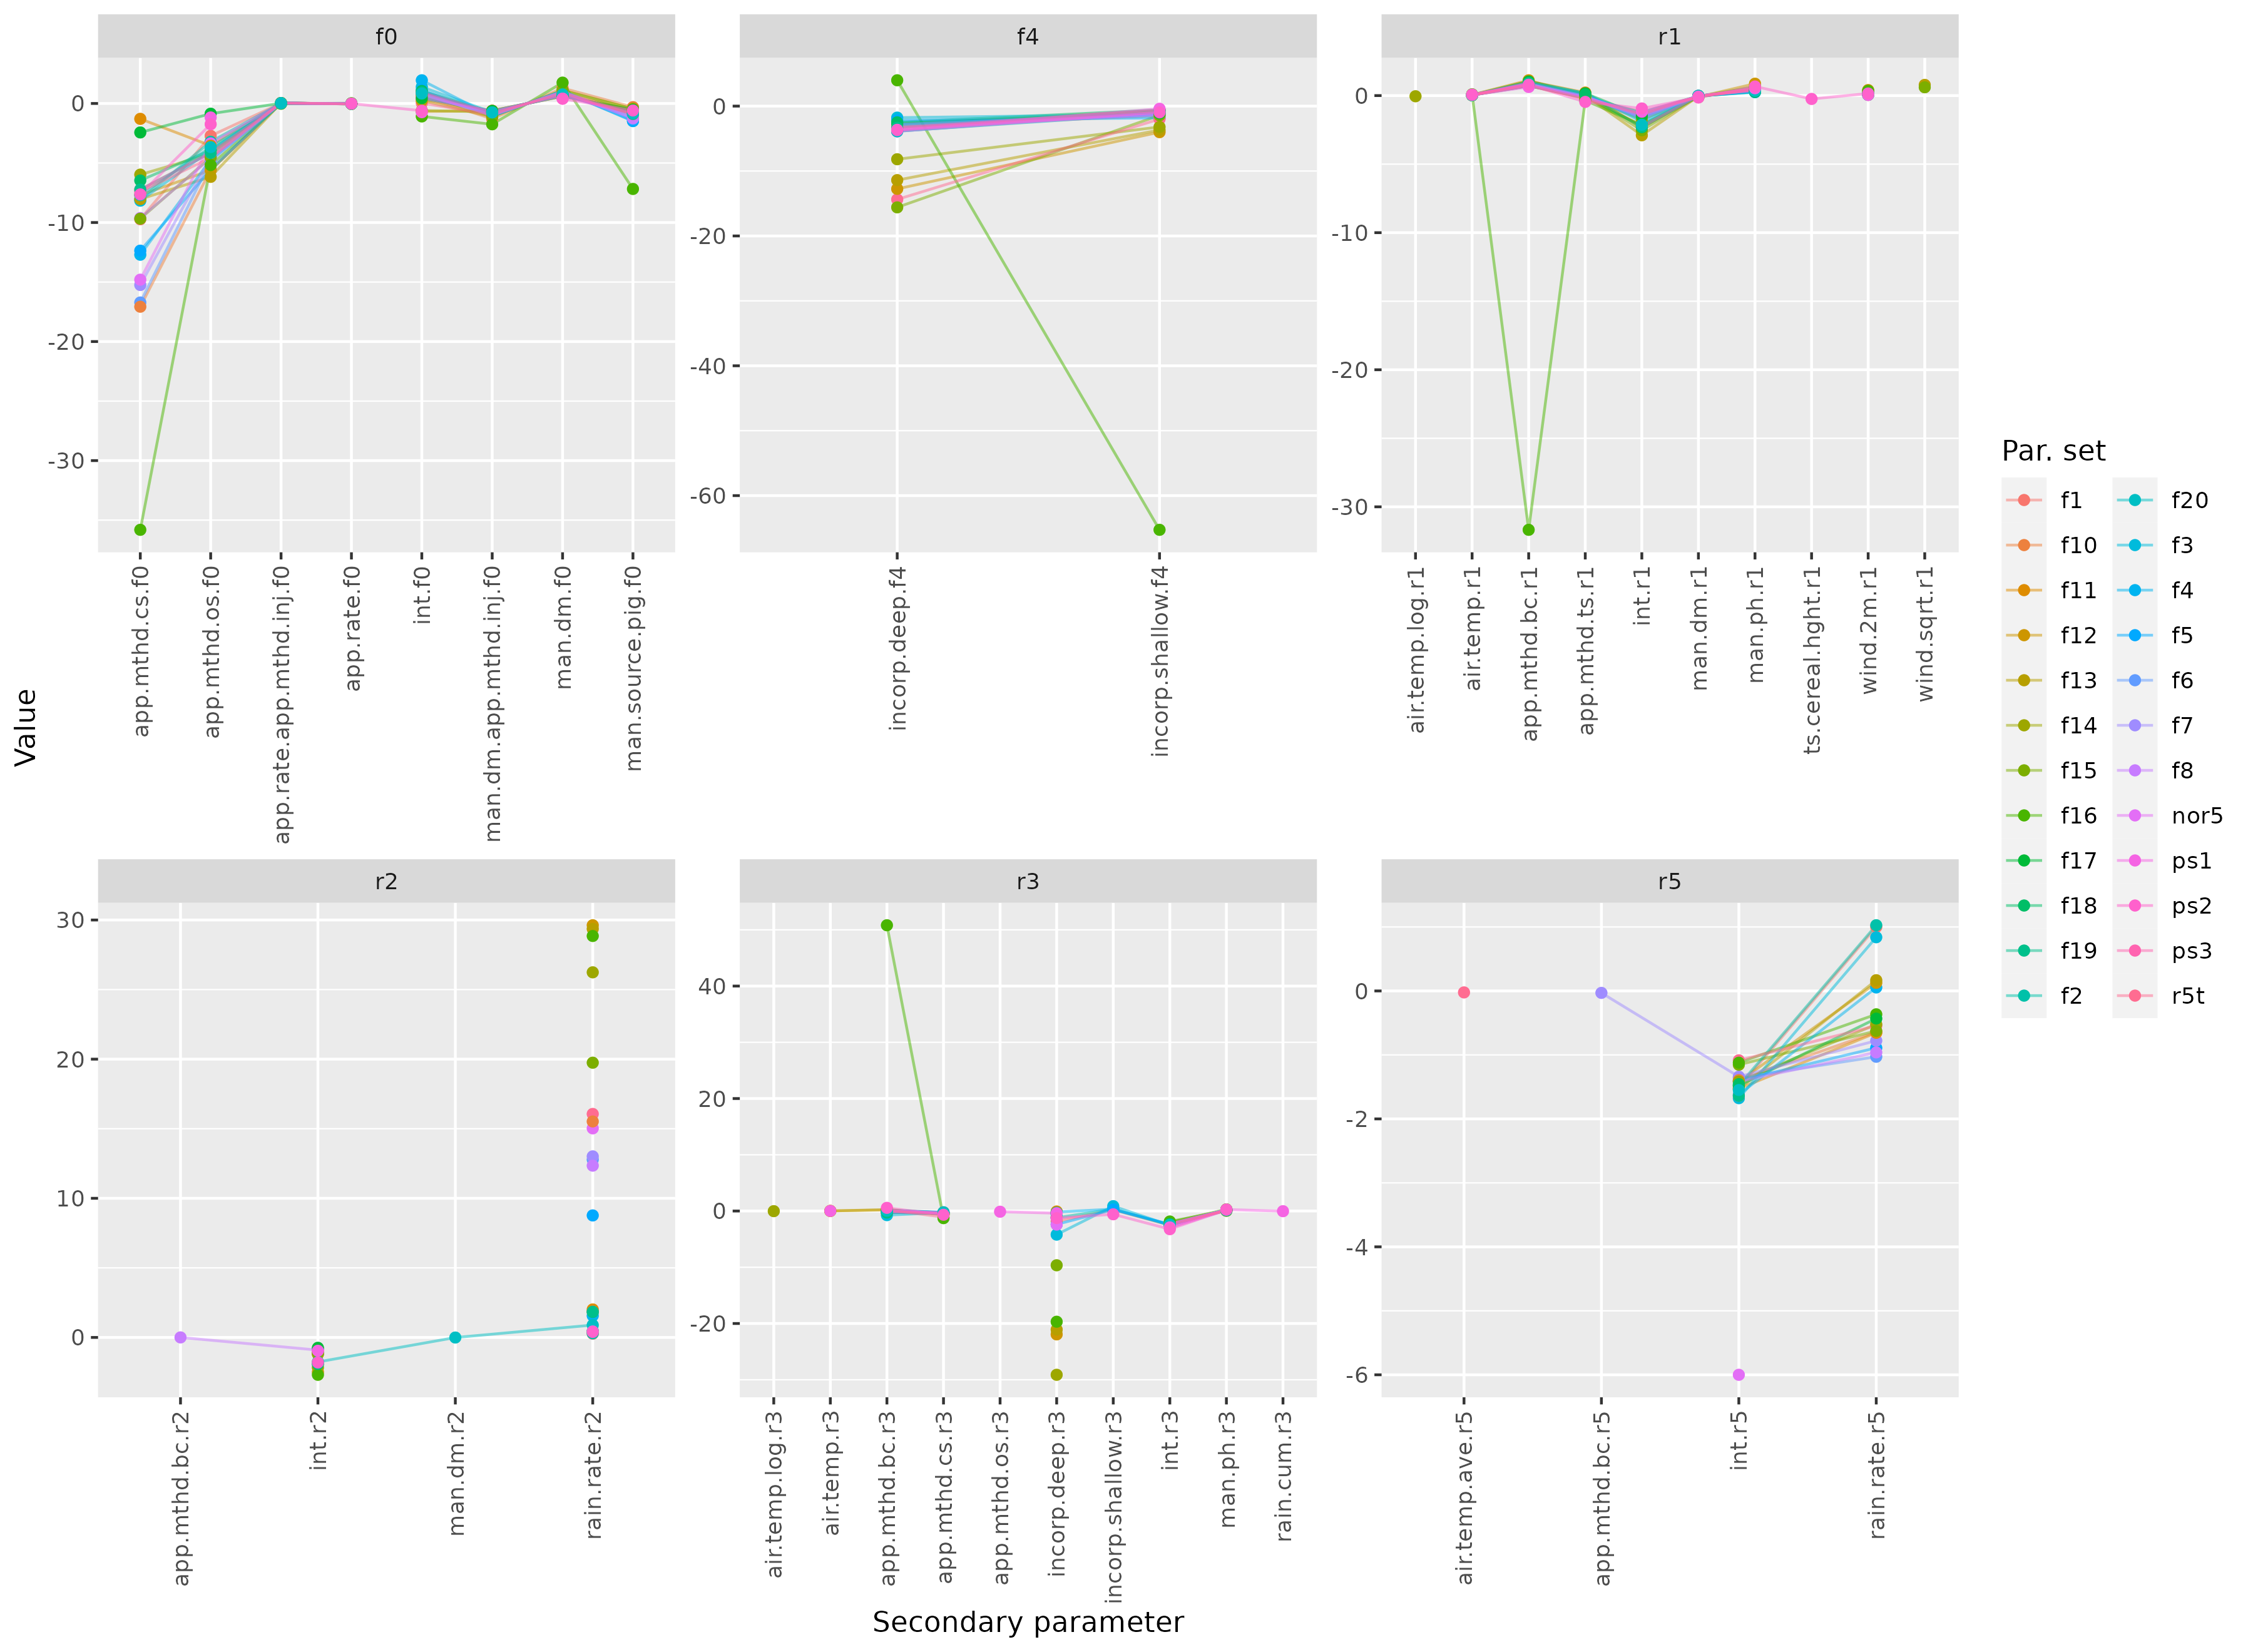 f0
f4
r1
0
-10
-20
-30
0
-20
-40
-60
0
-10
-20
-30
app.mthd.cs.f0
app.mthd.os.f0
app.rate.app.mthd.inj.f0
app.rate.f0
int.f0
man.dm.app.mthd.inj.f0
man.dm.f0
man.source.pig.f0
incorp.deep.f4
incorp.shallow.f4
air.temp.log.r1
air.temp.r1
app.mthd.bc.r1
app.mthd.ts.r1
int.r1
man.dm.r1
man.ph.r1
ts.cereal.hght.r1
wind.2m.r1
wind.sqrt.r1
Value
r2
r3
r5
30
20
10
0
40
20
0
-20
0
-2
-4
-6
app.mthd.bc.r2
int.r2
man.dm.r2
rain.rate.r2
air.temp.log.r3
air.temp.r3
app.mthd.bc.r3
app.mthd.cs.r3
app.mthd.os.r3
incorp.deep.r3
incorp.shallow.r3
int.r3
man.ph.r3
rain.cum.r3
air.temp.ave.r5
app.mthd.bc.r5
int.r5
rain.rate.r5
Secondary parameter
Par. set
f1
f10
f11
f12
f13
f14
f15
f16
f17
f18
f19
f2
f20
f3
f4
f5
f6
f7
f8
nor5
ps1
ps2
ps3
r5t